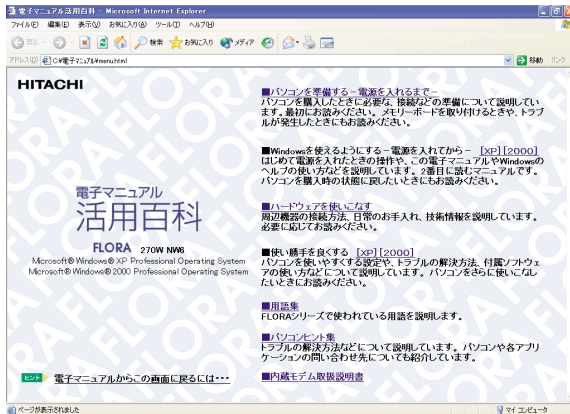 電子マニュアル活用百科 - Microsoft Internet Explorer
ファイル(F) 編集(E) 表示(V) お気に入り(A) ツール(T) ヘルプ(H)
戻る 検索 お気に入り メディア
アドレス(D) C:¥電子マニュアル¥menu.html 移動 リンク
HITACHI
電子マニュアル
活用百科
FLORA 270W NW6
Microsoft® Windows® XP Professional Operating System
Microsoft® Windows® 2000 Professional Operating System
ヒント 電子マニュアルからこの画面に戻るには・・・
■パソコンを準備する－電源を入れるまで－
パソコンを購入したときに必要な、接続などの準備について説明してい
ます。最初にお読みください。メモリーボードを取り付けるときや、トラブ
ルが発生したときにもお読みください。
■Windowsを使えるようにする－電源を入れてから－ [XP] [2000]
はじめて電源を入れたときの操作や、この電子マニュアルやWindowsの
ヘルプの使い方などを説明しています。2番目に読むマニュアルです。
パソコンを購入時の状態に戻したいときにもお読みください。
■ハードウェアを使いこなす
周辺機器の接続方法、日常のお手入れ、技術情報を説明しています。
必要に応じてお読みください。
■使い勝手を良くする [XP] [2000]
パソコンを使いやすくする設定や、トラブルの解決方法、付属ソフトウェ
アの使い方などについて説明しています。パソコンをさらに使いこなし
たいときにお読みください。
■用語集
FLORAシリーズで使われている用語を説明します。
■パソコンヒント集
トラブルの解決方法などについて説明しています。パソコンや各アプリ
ケーションの問い合わせ先についても紹介しています。
■内蔵モデム取扱説明書
ページが表示されました
マイ コンピュータ